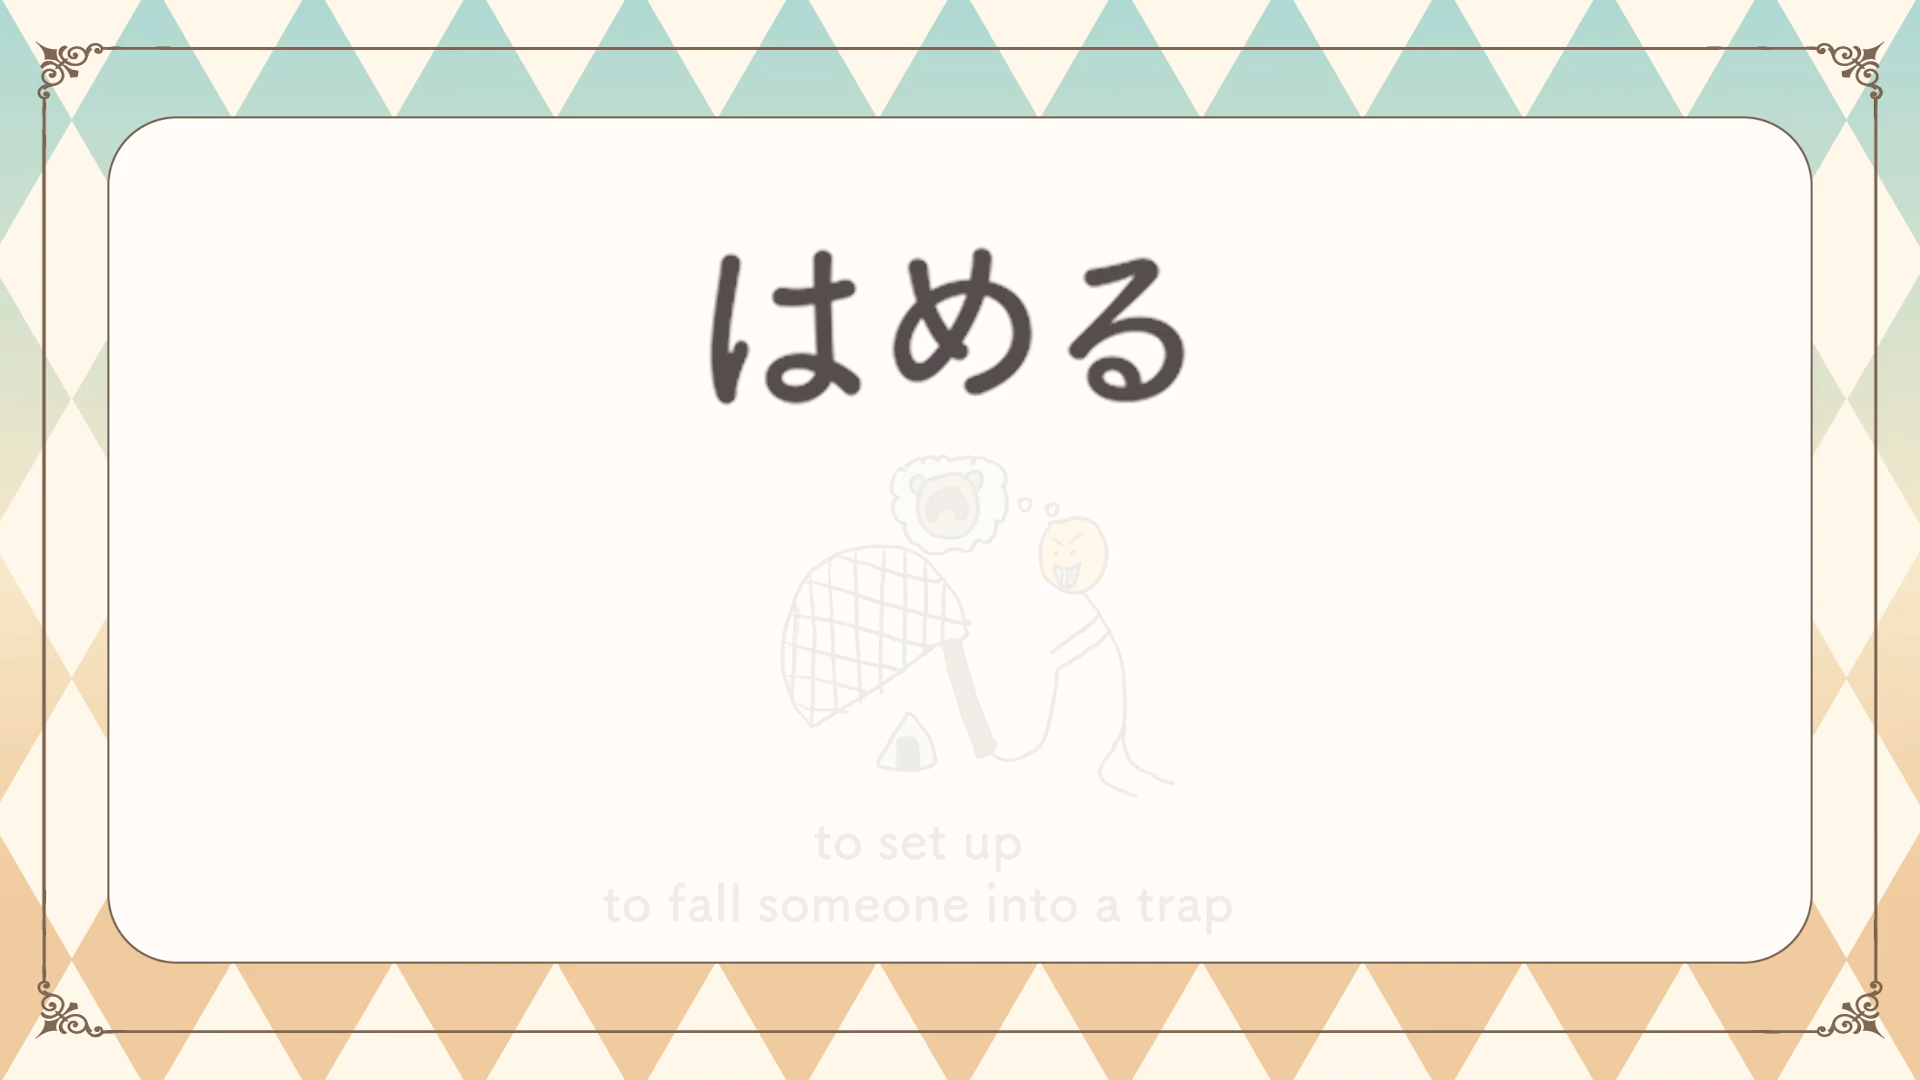 はめる
to set up
to fall someone into a trap